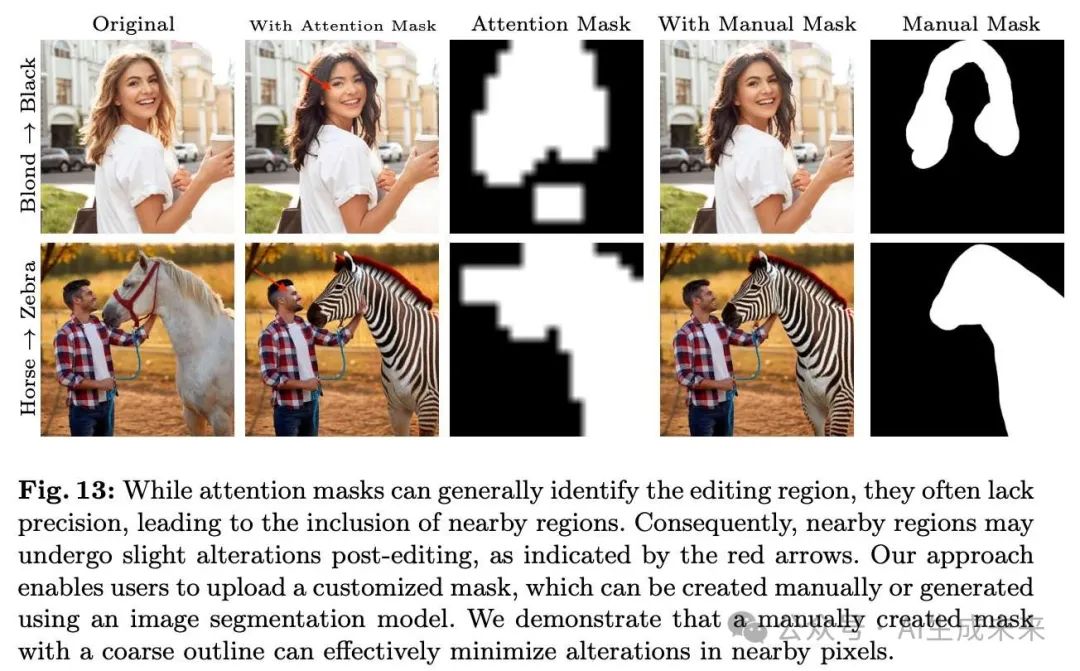 Original
With Attention Mask
Attention Mask
With Manual Mask
Manual Mask
Blond → Black
Horse → Zebra
Fig. 13: While attention masks can generally identify the editing region, they often lack
precision, leading to the inclusion of nearby regions. Consequently, nearby regions may
undergo slight alterations post-editing, as indicated by the red arrows. Our approach
enables users to upload a customized mask, which can be created manually or generated
using an image segmentation model. We demonstrate that a manually created mask
with a coarse outline can effectively minimize alterations in nearby pixels.
公众号 · AI生成未来